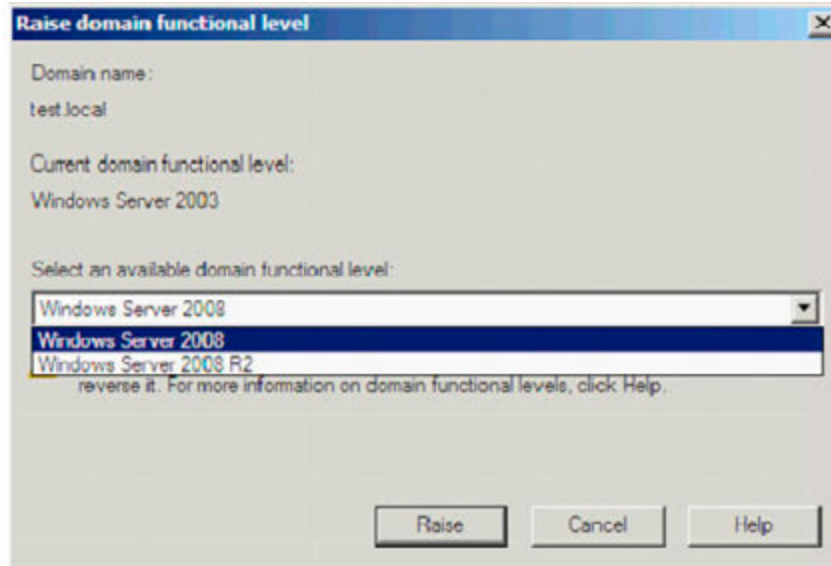 Raise domain functional level
Domain name:
test.local
Current domain functional level:
Windows Server 2003
Select an available domain functional level:
Windows Server 2008
Windows Server 2008
Windows Server 2008 R2
reverse it. For more information on domain functional levels, click Help.
Raise
Cancel
Help